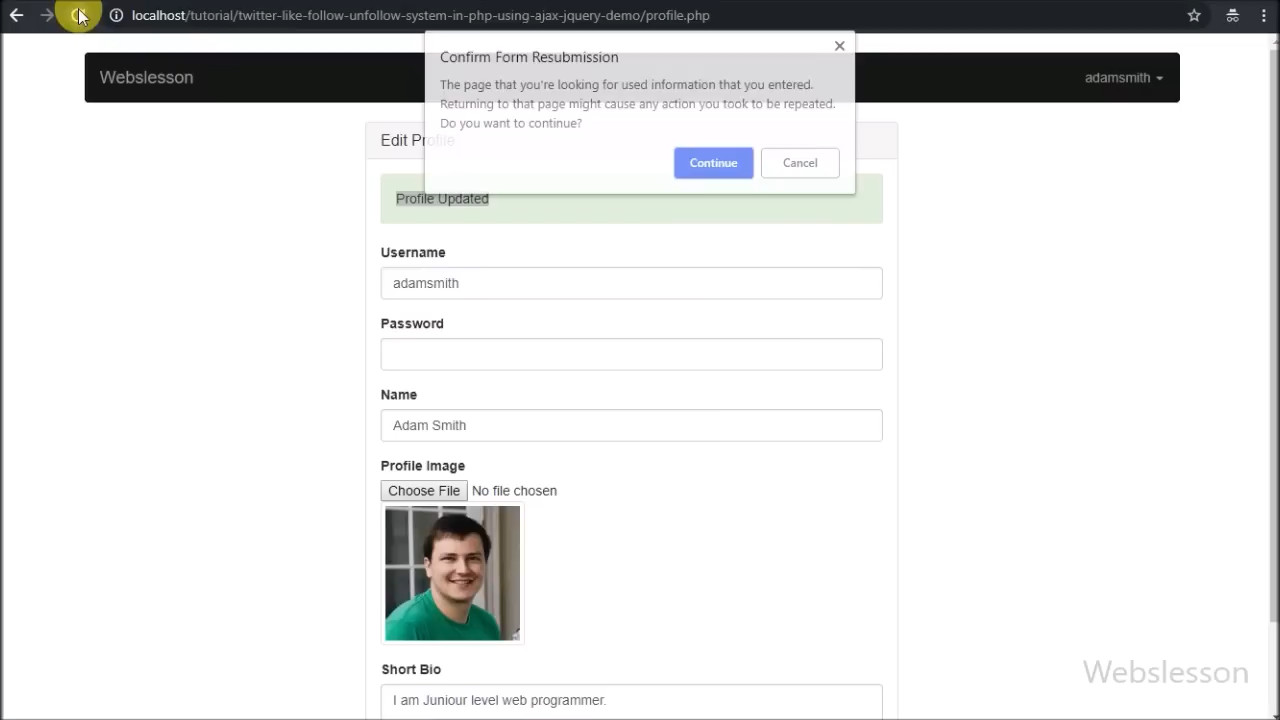 localhost/tutorial/twitter-like-follow-unfollow-system-in-php-using-ajax-jquery-demo/profile.php
Webslesson
adamsmith
Confirm Form Resubmission
The page that you're looking for used information that you entered.
Returning to that page might cause any action you took to be repeated.
Do you want to continue?
Continue
Cancel
Edit Profile
Profile Updated
Username
adamsmith
Password
Name
Adam Smith
Profile Image
Choose File No file chosen
Short Bio
I am Juniour level web programmer.
Webslesson